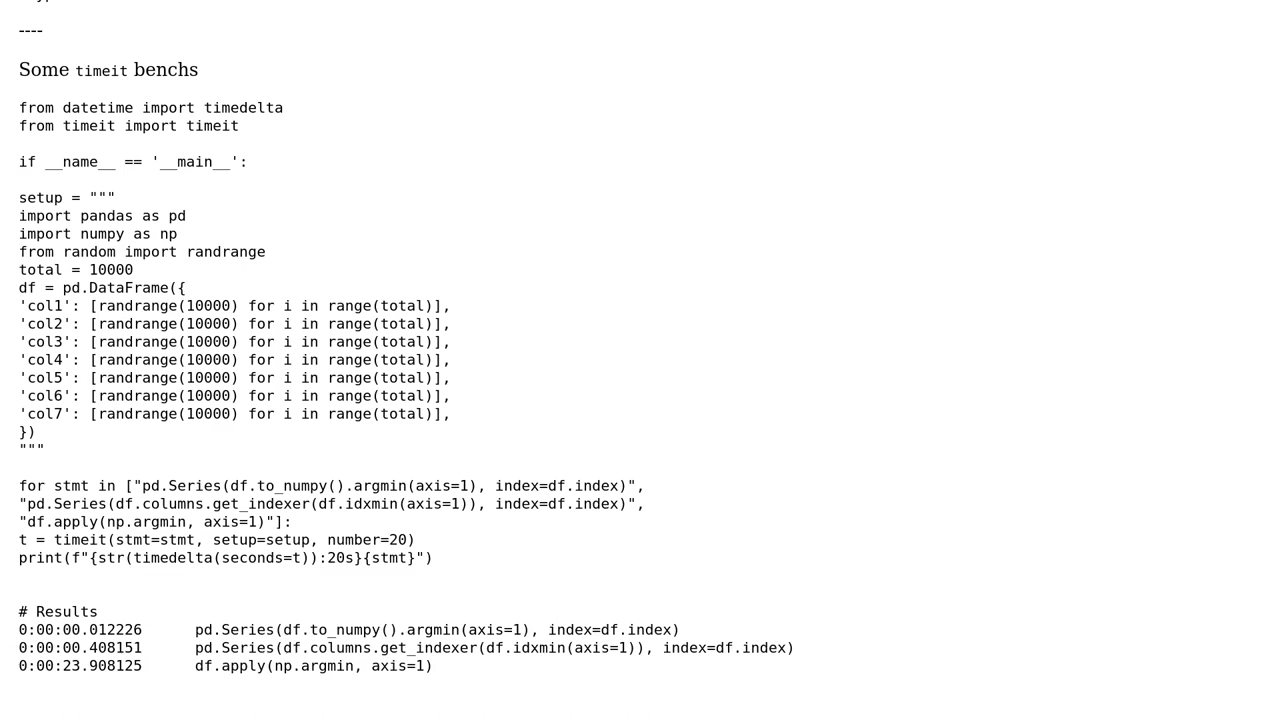 ----
Some timeit benchs
from datetime import timedelta
from timeit import timeit
if __name__ == '__main__':
setup = """
import pandas as pd
import numpy as np
from random import randrange
total = 10000
df = pd.DataFrame({
'col1': [randrange(10000) for i in range(total)],
'col2': [randrange(10000) for i in range(total)],
'col3': [randrange(10000) for i in range(total)],
'col4': [randrange(10000) for i in range(total)],
'col5': [randrange(10000) for i in range(total)],
'col6': [randrange(10000) for i in range(total)],
'col7': [randrange(10000) for i in range(total)],
})
"""
for stmt in ["pd.Series(df.to_numpy().argmin(axis=1), index=df.index)",
"pd.Series(df.columns.get_indexer(df.idxmin(axis=1)), index=df.index)",
"df.apply(np.argmin, axis=1)"]:
t = timeit(stmt=stmt, setup=setup, number=20)
print(f"{str(timedelta(seconds=t)):20s}{stmt}")
# Results
0:00:00.012226      pd.Series(df.to_numpy().argmin(axis=1), index=df.index)
0:00:00.408151      pd.Series(df.columns.get_indexer(df.idxmin(axis=1)), index=df.index)
0:00:23.908125      df.apply(np.argmin, axis=1)